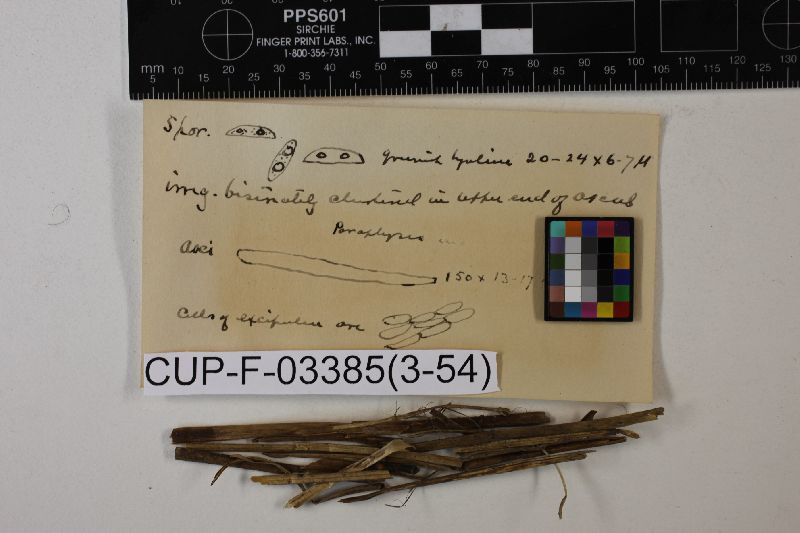 PPS601
SIRCHIE
FINGER PRINT LABS., INC.
1-800-356-7311
mm 5 10 15 20 25 30 35 40 45 50 55 60 65 70 75 80 85 90 95 100 105 110 115 120 125 130
Spor.
greenish hyaline 20-24 x 6-7 μ
irreg. biseriately clustered in upper end of ascus
Paraphyses
asci
150 x 13-17
Cells of excipulum are
CUP-F-03385(3-54)